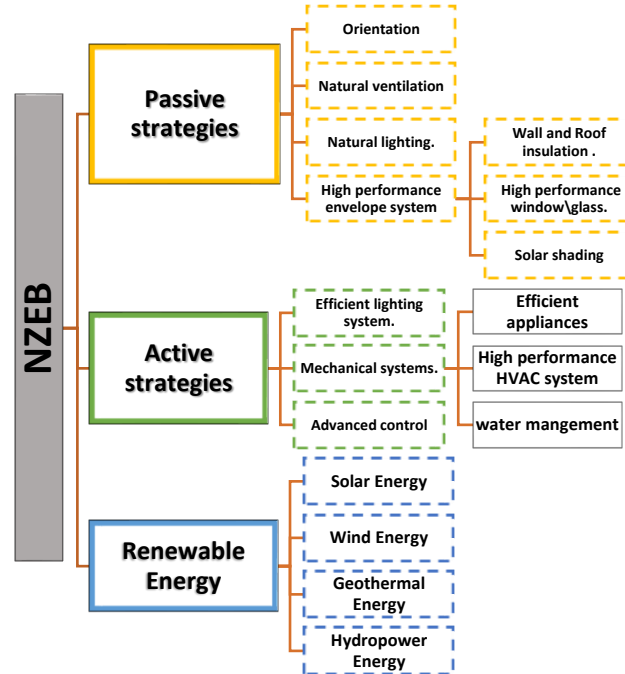 NZEB
Passive
strategies
Orientation
Natural ventilation
Natural lighting.
High performance
envelope system
Wall and Roof
insulation .
High performance
window\glass.
Solar shading
Active
strategies
Efficient lighting
system.
Mechanical systems.
Advanced control
Efficient
appliances
High performance
HVAC system
water mangement
Renewable
Energy
Solar Energy
Wind Energy
Geothermal
Energy
Hydropower
Energy